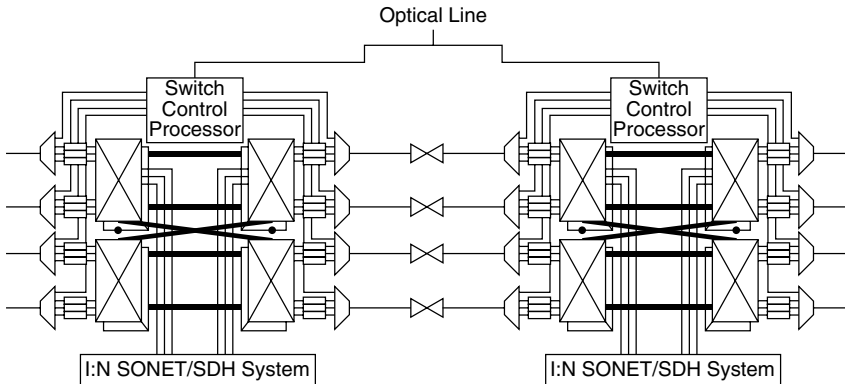 Optical Line
Switch
Control
Processor
Switch
Control
Processor
I:N SONET/SDH System
I:N SONET/SDH System